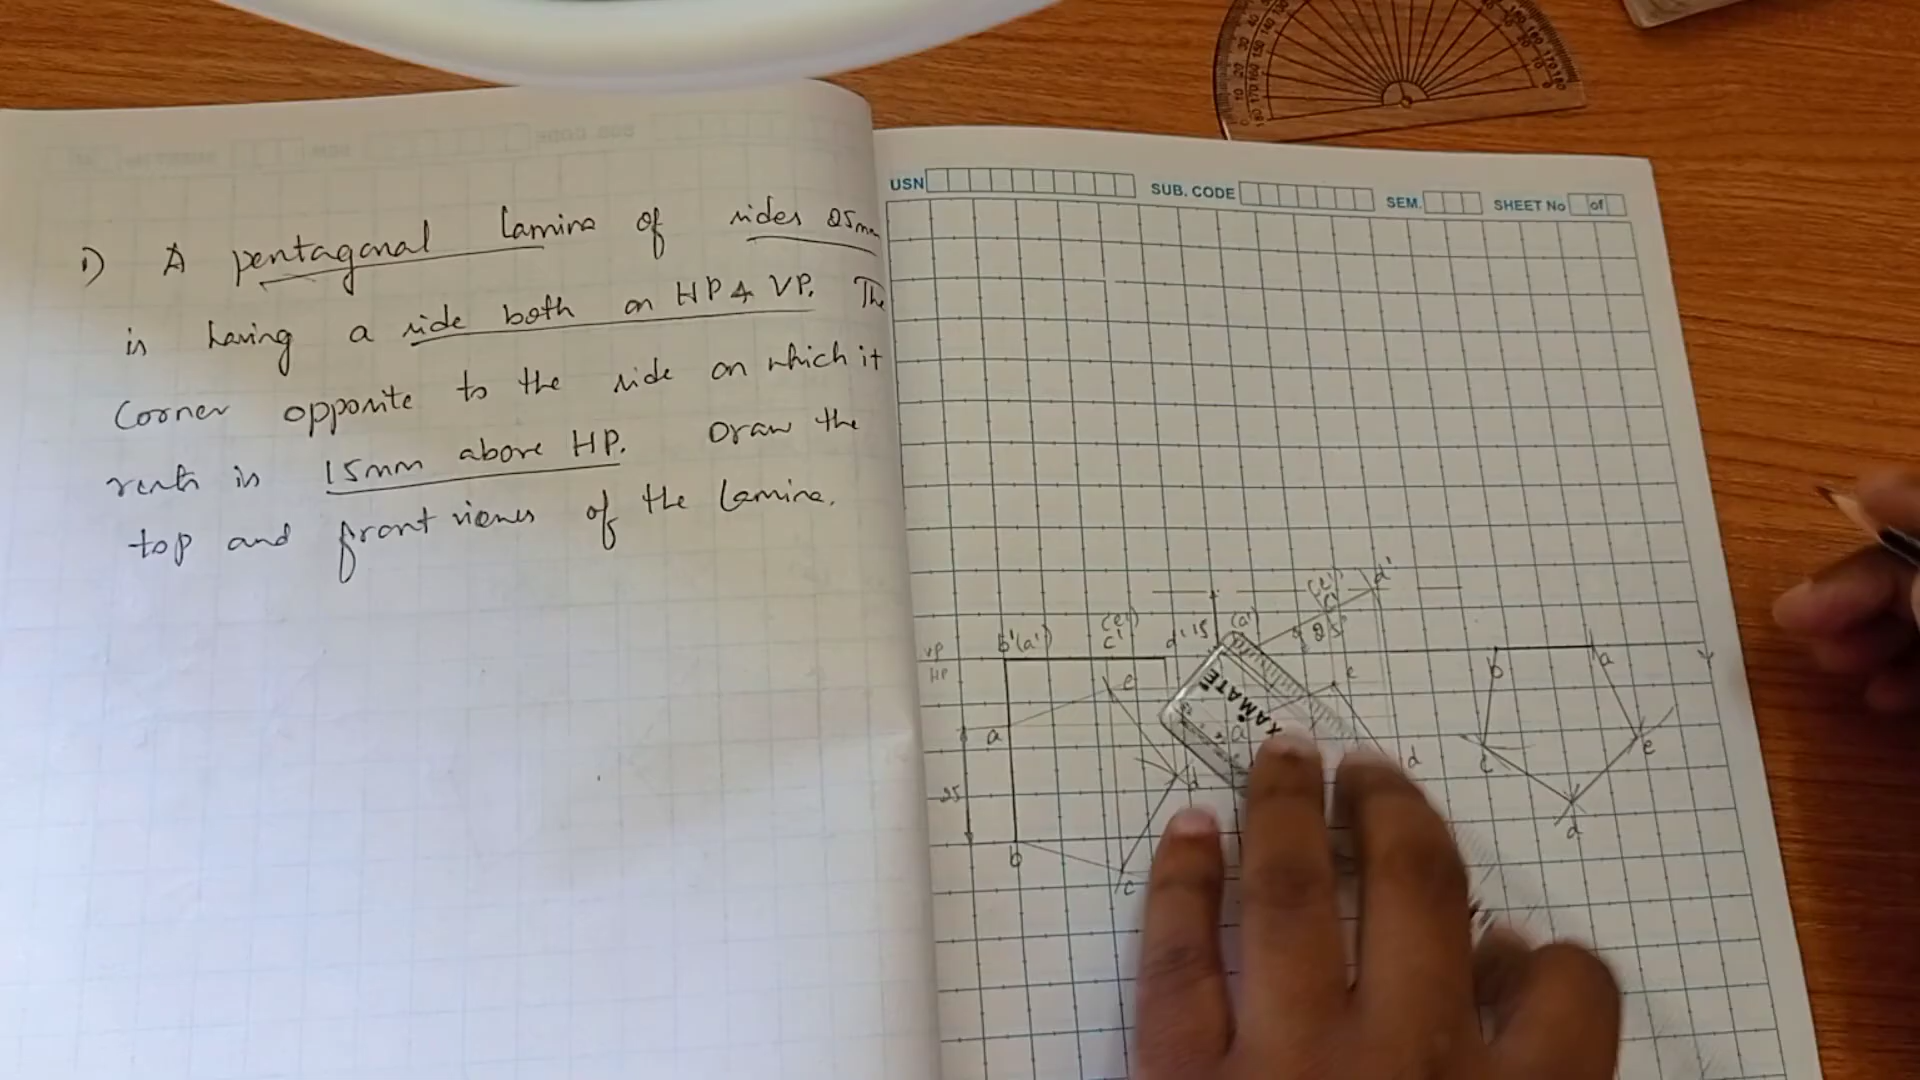 1) A pentagonal lamina of sides 25mm
is having a side both on HP & VP. The
Corner opposite to the side on which it
rests is 15mm above HP. Draw the
top and front views of the lamina.
USN SUB. CODE SEM. SHEET No of
(e') d'
(e') (a') c'
b'(a') c' d' 15 25°
VP
HP
e e b a
a a d c e
25 d d
b
c